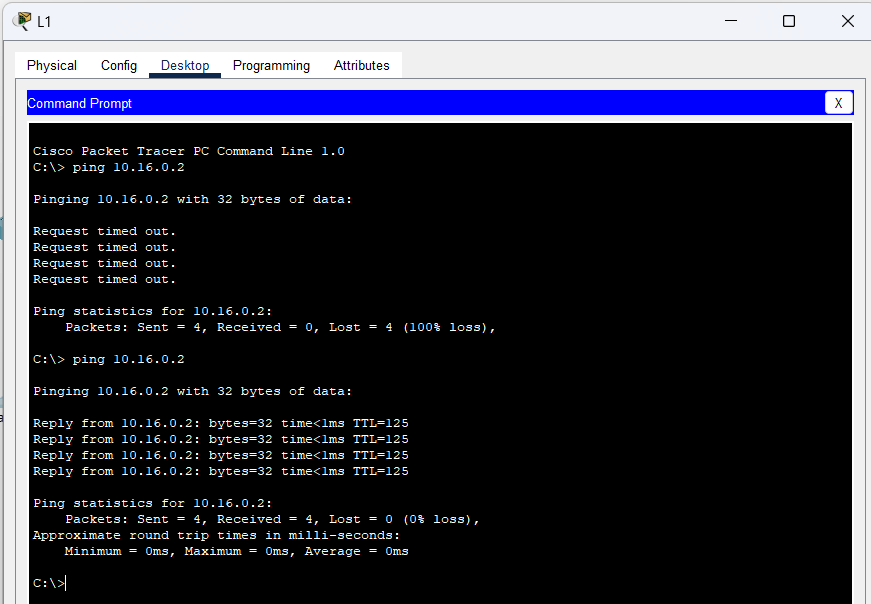 L1
Physical Config Desktop Programming Attributes
Command Prompt X
Cisco Packet Tracer PC Command Line 1.0
C:\> ping 10.16.0.2
Pinging 10.16.0.2 with 32 bytes of data:
Request timed out.
Request timed out.
Request timed out.
Request timed out.
Ping statistics for 10.16.0.2:
Packets: Sent = 4, Received = 0, Lost = 4 (100% loss),
C:\> ping 10.16.0.2
Pinging 10.16.0.2 with 32 bytes of data:
Reply from 10.16.0.2: bytes=32 time<1ms TTL=125
Reply from 10.16.0.2: bytes=32 time<1ms TTL=125
Reply from 10.16.0.2: bytes=32 time<1ms TTL=125
Reply from 10.16.0.2: bytes=32 time<1ms TTL=125
Ping statistics for 10.16.0.2:
Packets: Sent = 4, Received = 4, Lost = 0 (0% loss),
Approximate round trip times in milli-seconds:
Minimum = 0ms, Maximum = 0ms, Average = 0ms
C:\>